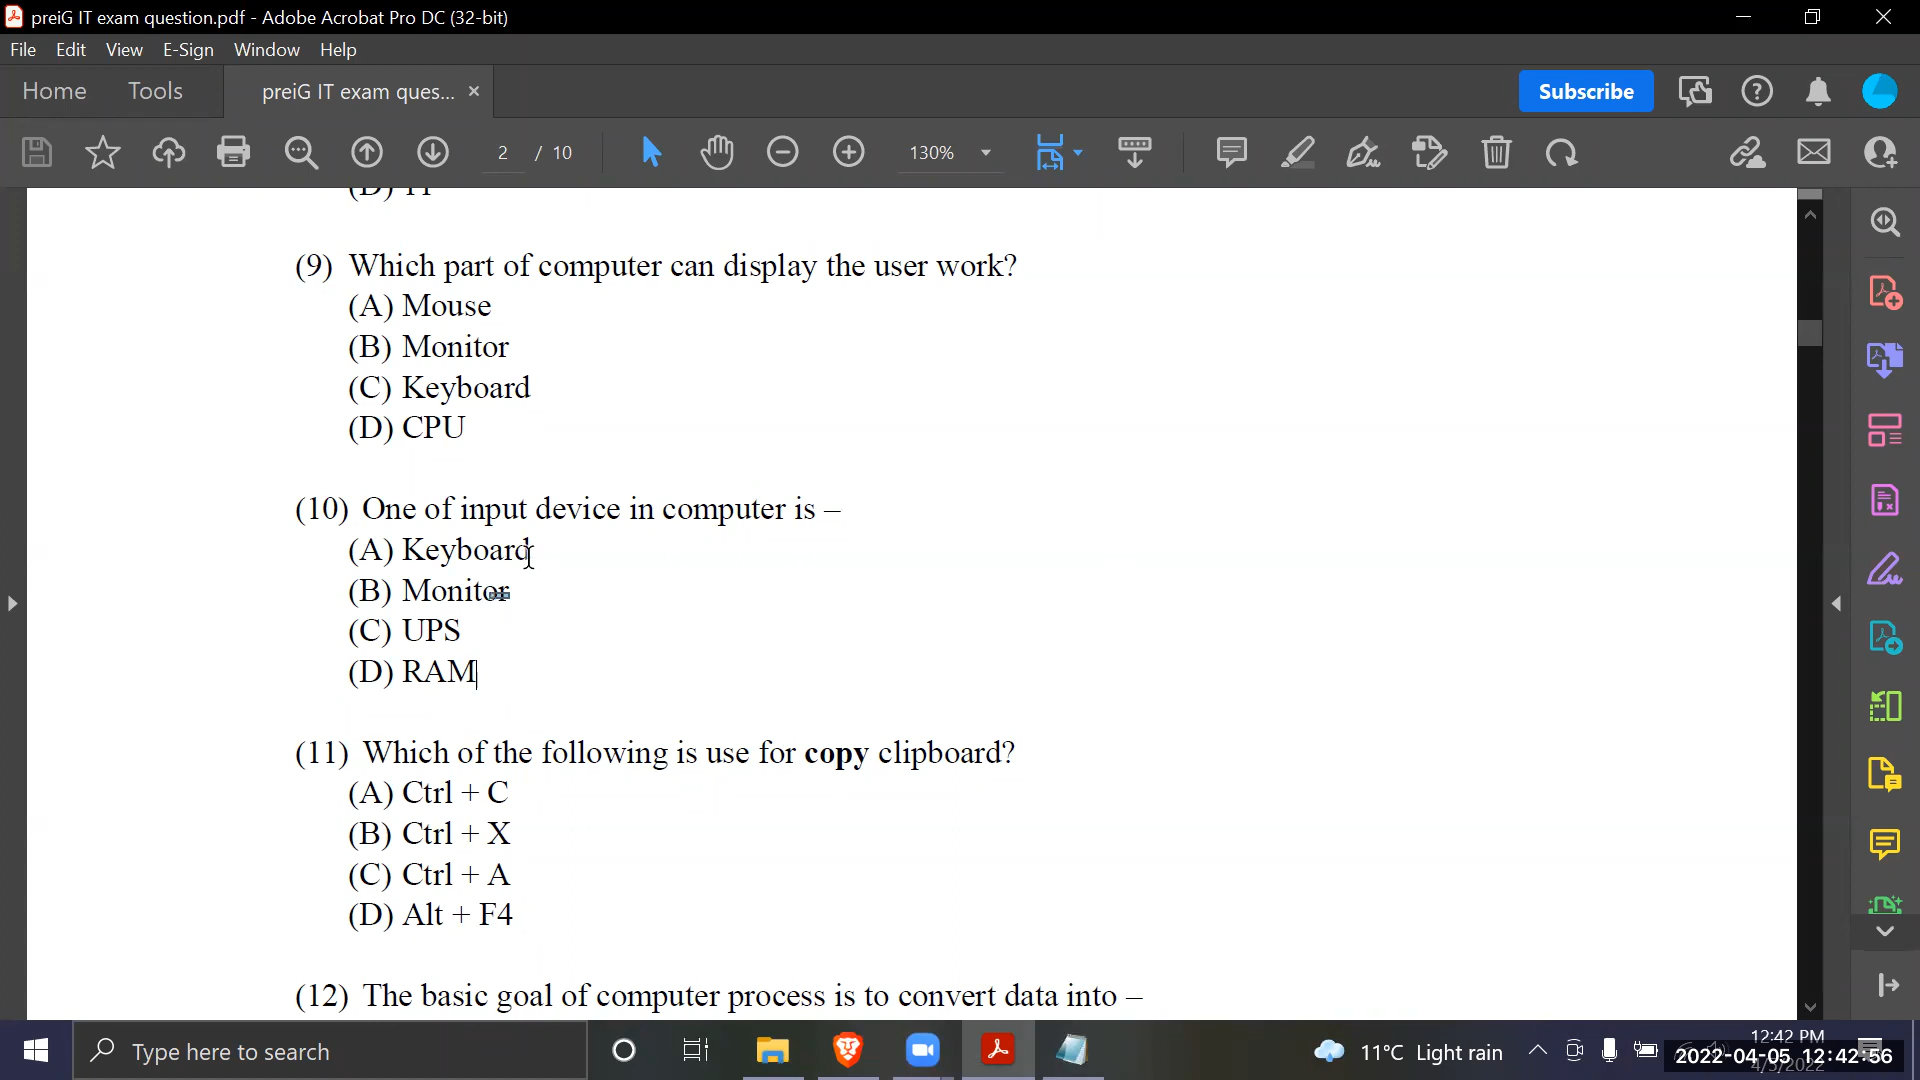 preiG IT exam question.pdf - Adobe Acrobat Pro DC (32-bit)
File Edit View E-Sign Window Help
Home Tools preiG IT exam ques... × Subscribe
2 / 10 130%
(9) Which part of computer can display the user work?
(A) Mouse
(B) Monitor
(C) Keyboard
(D) CPU
(10) One of input device in computer is –
(A) Keyboard
(B) Monitor
(C) UPS
(D) RAM
(11) Which of the following is use for copy clipboard?
(A) Ctrl + C
(B) Ctrl + X
(C) Ctrl + A
(D) Alt + F4
(12) The basic goal of computer process is to convert data into –
Type here to search 11°C Light rain 12:42 PM
2022-04-05 12:42:56